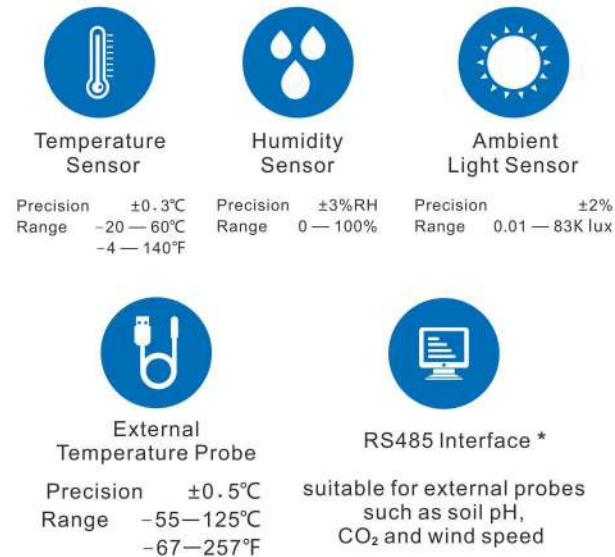 Temperature
Sensor
Precision ±0.3℃
Range -20 — 60℃
-4 — 140℉
Humidity
Sensor
Precision ±3%RH
Range 0 — 100%
Ambient
Light Sensor
Precision ±2%
Range 0.01 — 83K lux
External
Temperature Probe
Precision ±0.5℃
Range -55—125℃
-67—257℉
RS485 Interface *
suitable for external probes
such as soil pH,
CO₂ and wind speed